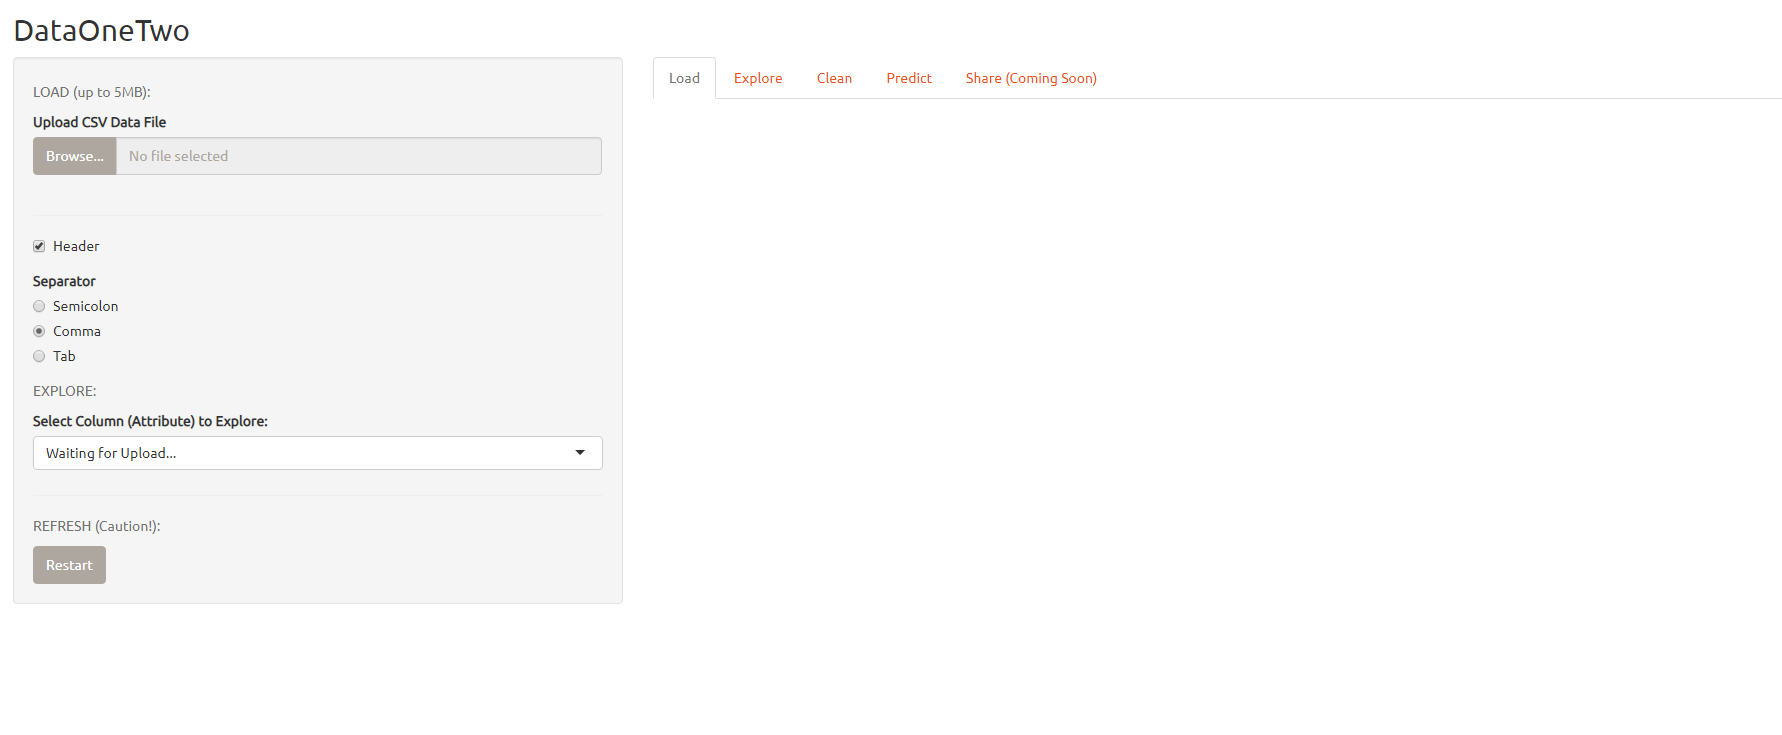 DataOneTwo
LOAD (up to 5MB):
Upload CSV Data File
Browse... No file selected
Header
Separator
Semicolon
Comma
Tab
EXPLORE:
Select Column (Attribute) to Explore:
Waiting for Upload...
REFRESH (Caution!):
Restart
Load Explore Clean Predict Share (Coming Soon)